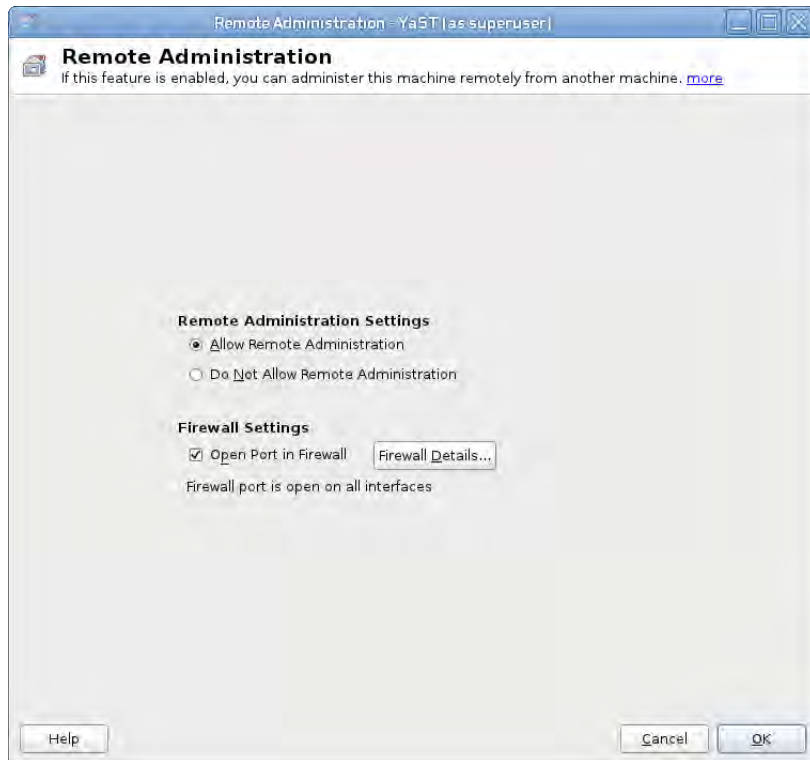 Remote Administration - YaST (as superuser)
Remote Administration
If this feature is enabled, you can administer this machine remotely from another machine. more
Remote Administration Settings
Allow Remote Administration
Do Not Allow Remote Administration
Firewall Settings
Open Port in Firewall Firewall Details...
Firewall port is open on all interfaces
Help Cancel OK